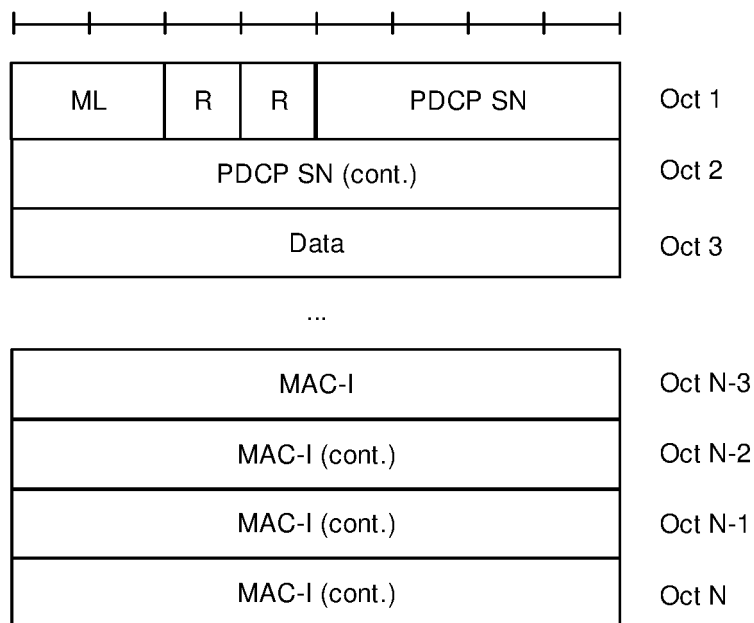 ML R R PDCP SN Oct 1
PDCP SN (cont.) Oct 2
Data Oct 3
...
MAC-I Oct N-3
MAC-I (cont.) Oct N-2
MAC-I (cont.) Oct N-1
MAC-I (cont.) Oct N